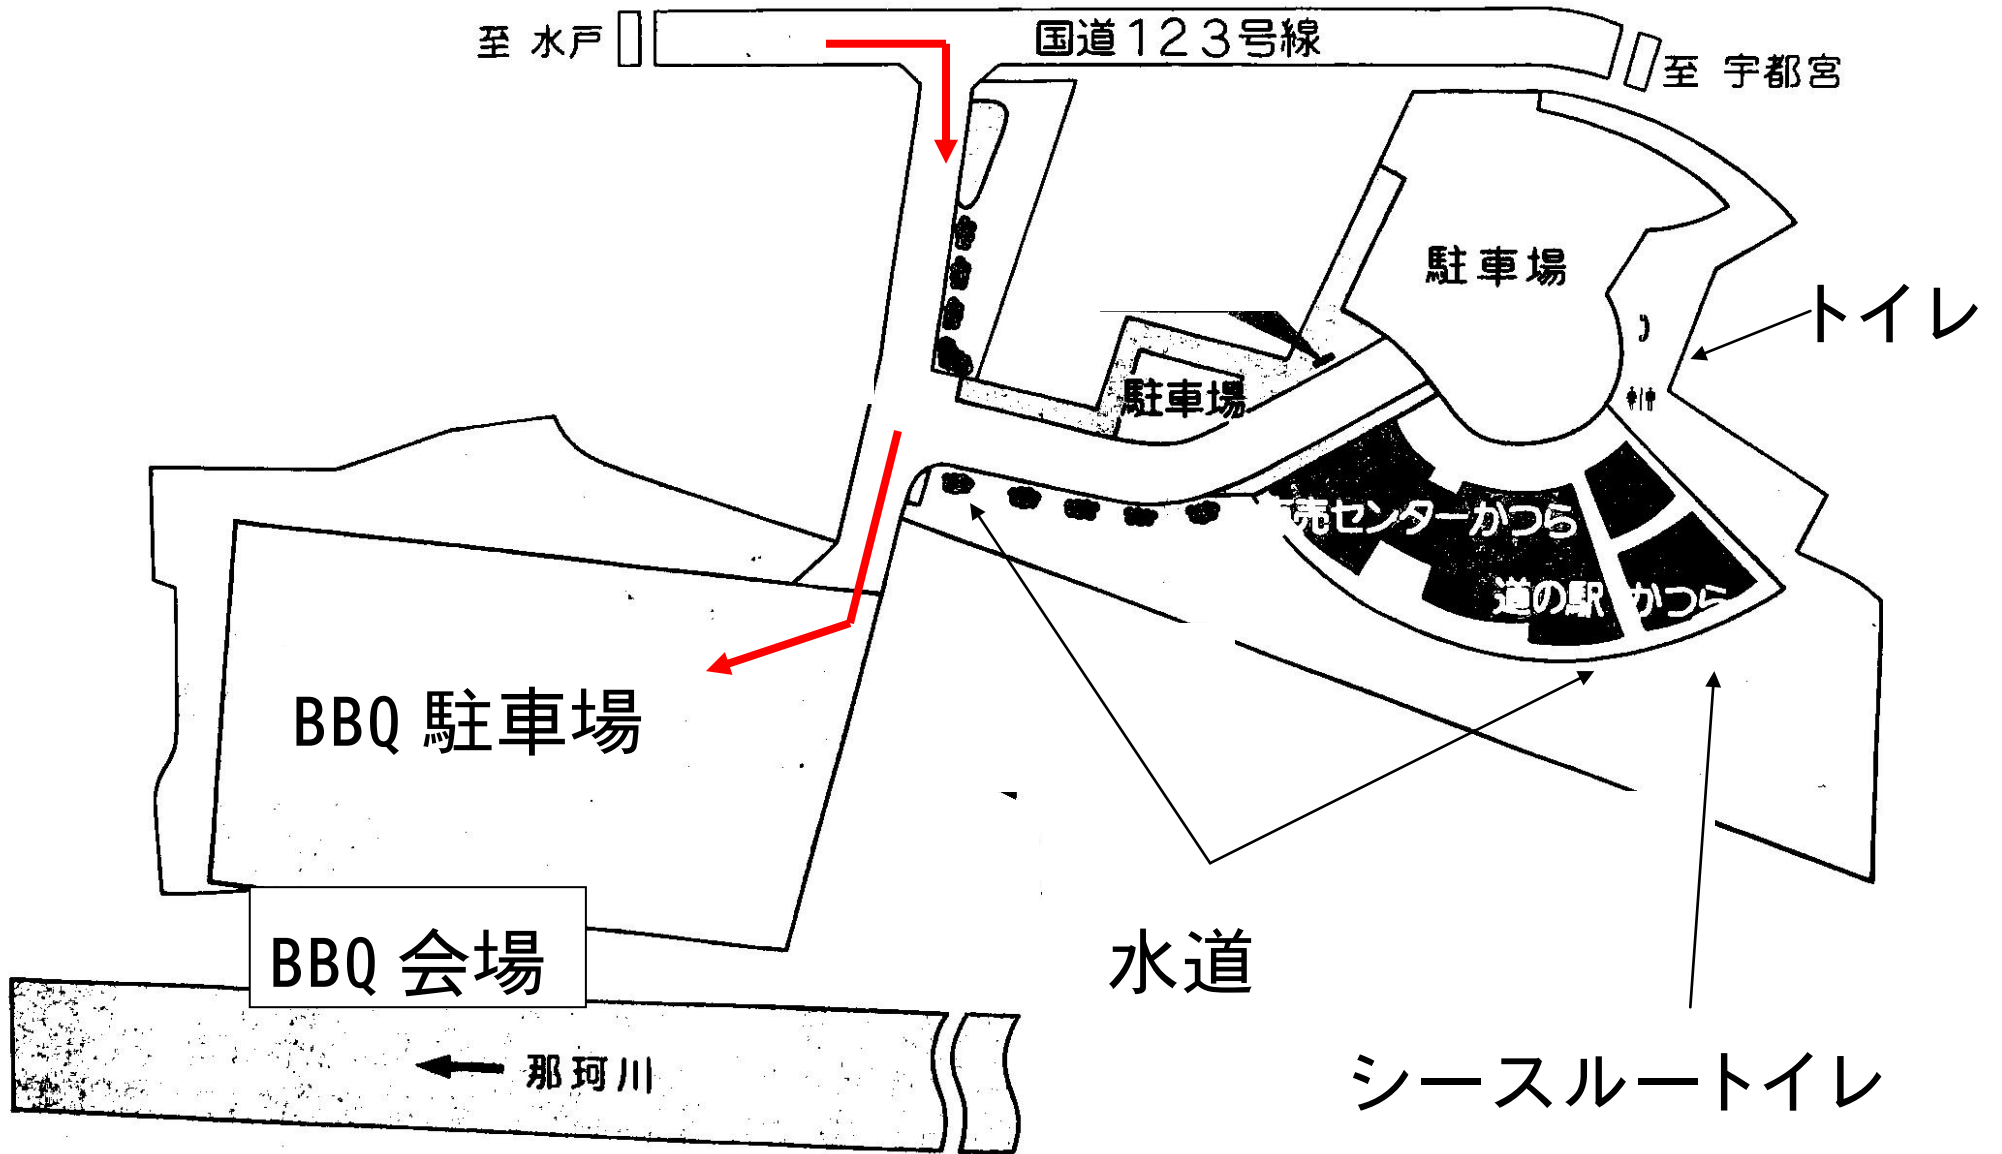 至 水戸
国道123号線
至 宇都宮
駐車場
トイレ
駐車場
売センターかつら
道の駅 かつら
BBQ 駐車場
BBQ 会場
水道
那珂川
シースルートイレ